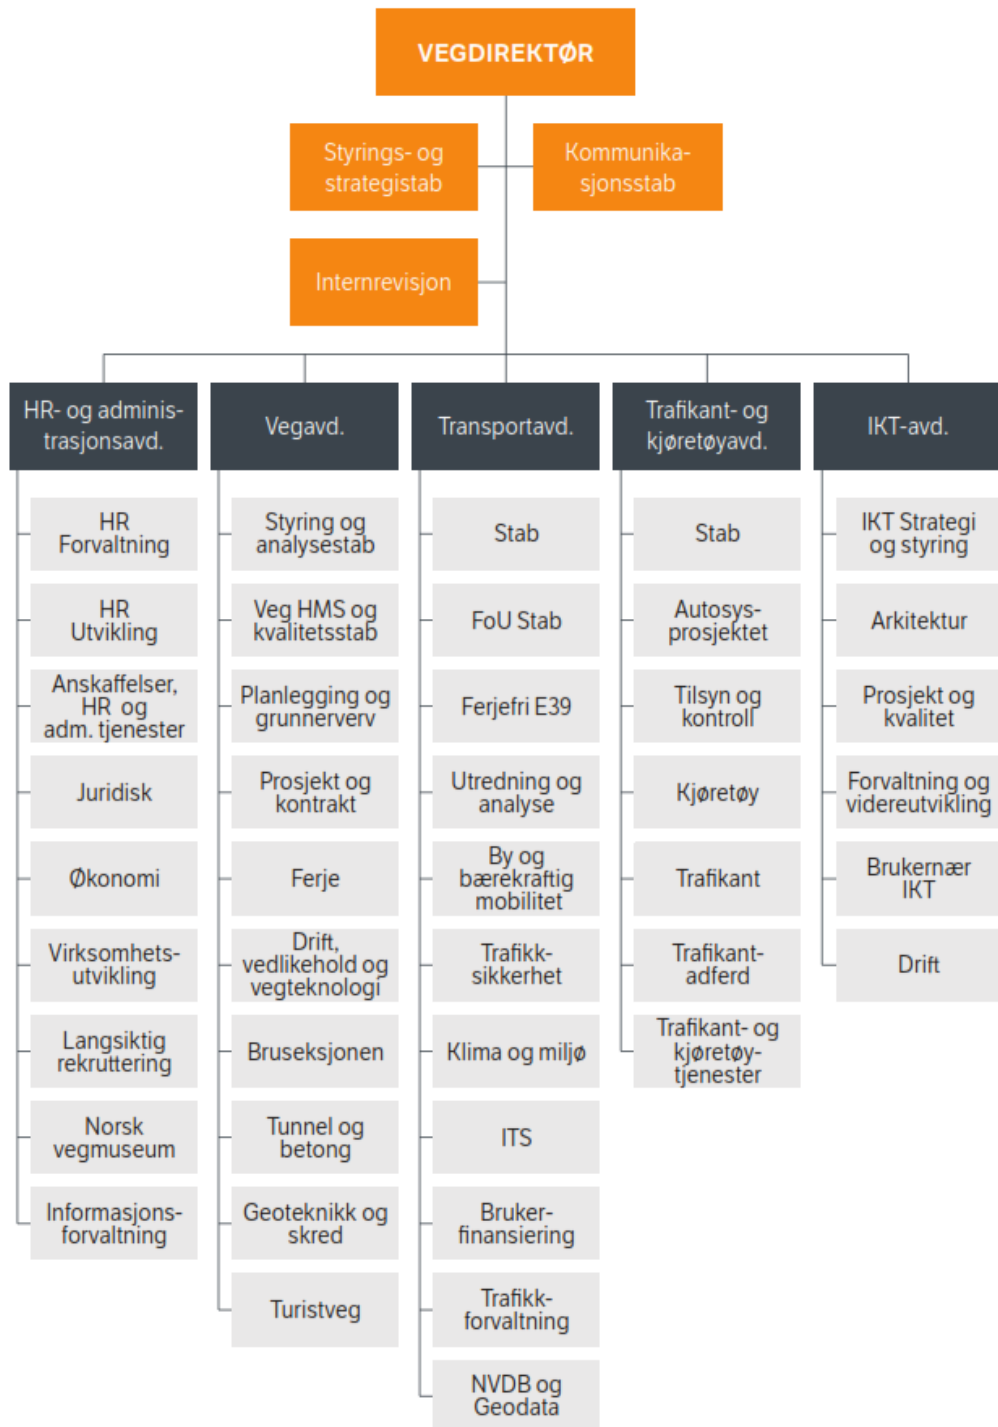 VEGDIREKTØR
Styrings- og
strategistab
Kommunika-
sjonsstab
Internrevisjon
HR- og adminis-
trasjonsavd.
HR
Forvaltning
HR
Utvikling
Anskaffelser,
HR og
adm. tjenester
Juridisk
Økonomi
Virksomhets-
utvikling
Langsiktig
rekruttering
Norsk
vegmuseum
Informasjons-
forvaltning
Vegavd.
Styring og
analysestab
Veg HMS og
kvalitetsstab
Planlegging og
grunnerverv
Prosjekt og
kontrakt
Ferje
Drift,
vedlikehold og
vegteknologi
Bruseksjonen
Tunnel og
betong
Geoteknikk og
skred
Turistveg
Transportavd.
Stab
FoU Stab
Ferjefri E39
Utredning og
analyse
By og
bærekraftig
mobilitet
Trafikk-
sikkerhet
Klima og miljø
ITS
Bruker-
finansiering
Trafikk-
forvaltning
NVDB og
Geodata
Trafikant- og
kjøretøyavd.
Stab
Autosys-
prosjektet
Tilsyn og
kontroll
Kjøretøy
Trafikant
Trafikant-
adferd
Trafikant- og
kjøretøy-
tjenester
IKT-avd.
IKT Strategi
og styring
Arkitektur
Prosjekt og
kvalitet
Forvaltning og
videreutvikling
Brukernær
IKT
Drift